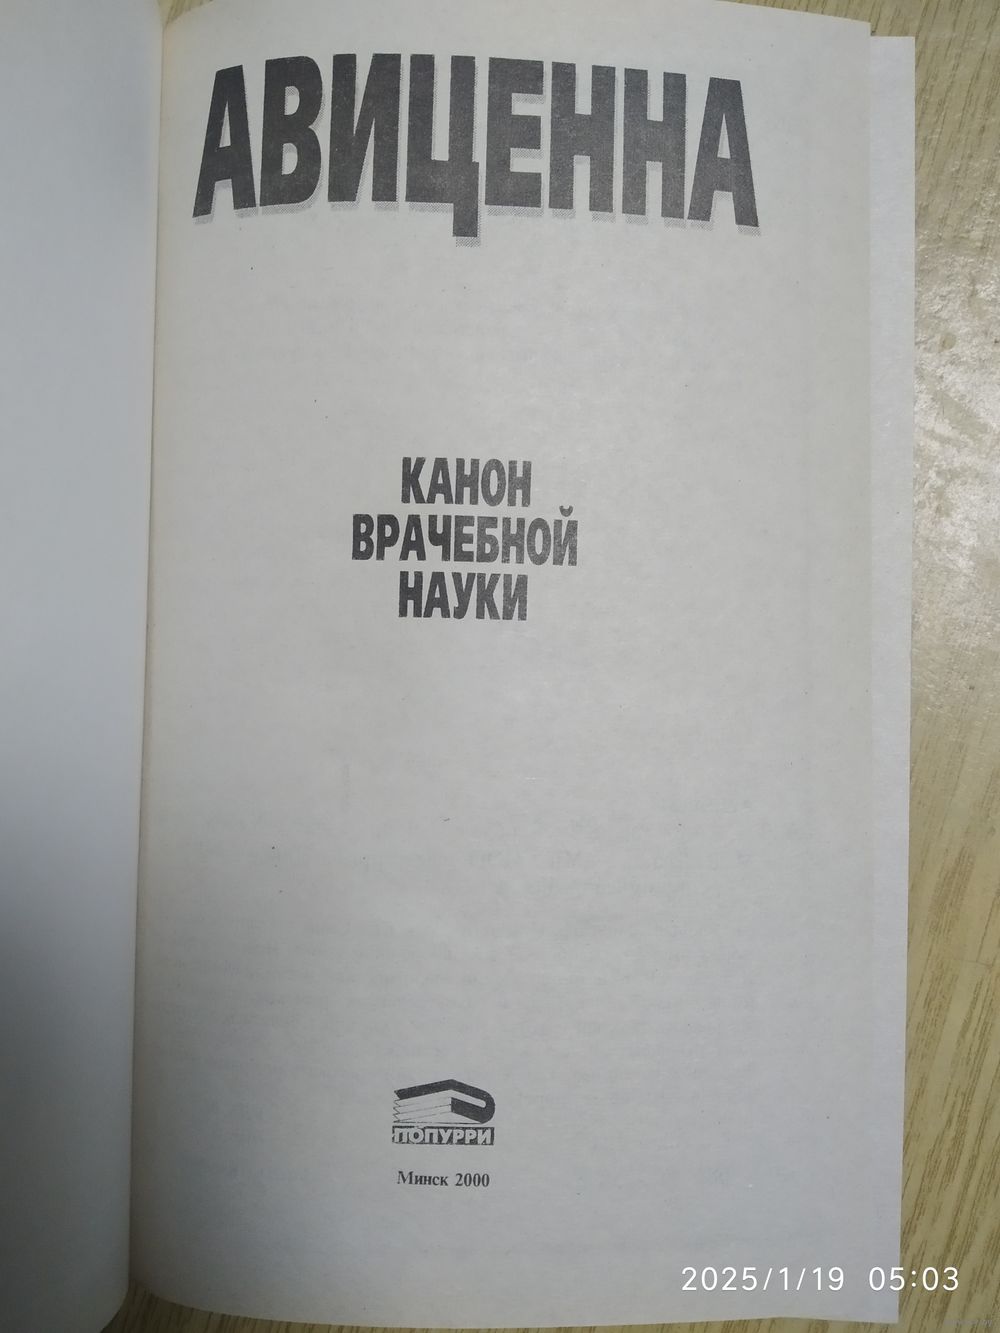 АВИЦЕННА
КАНОН
ВРАЧЕБНОЙ
НАУКИ
ПОПУРРИ
Минск 2000
2025/1/19 05:03